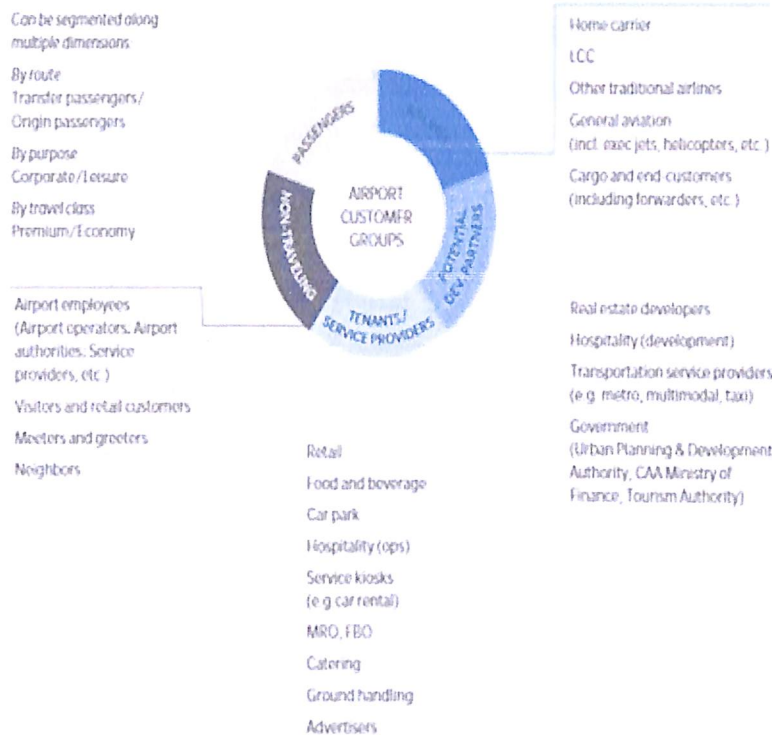 Can be segmented along
multiple dimensions
By route
Transfer passengers/
Origin passengers
By purpose
Corporate/Leisure
By travel class
Premium/Economy
Home carrier
LCC
Other traditional airlines
General aviation
(incl. exec jets, helicopters, etc.)
Cargo and end-customers
(including forwarders, etc.)
PASSENGERS
AIRPORT
CUSTOMER
GROUPS
NON-
TRAVELING
POTENTIAL
DEV. PARTNERS
TENANTS/
SERVICE PROVIDERS
Airport employees
(Airport operators, Airport
authorities, Service
providers, etc.)
Visitors and retail customers
Meeters and greeters
Neighbors
Real estate developers
Hospitality (development)
Transportation service providers
(e.g. metro, multimodal, taxi)
Government
(Urban Planning & Development
Authority, CAA Ministry of
Finance, Tourism Authority)
Retail
Food and beverage
Car park
Hospitality (ops)
Service kiosks
(e.g car rental)
MRO, FBO
Catering
Ground handling
Advertisers